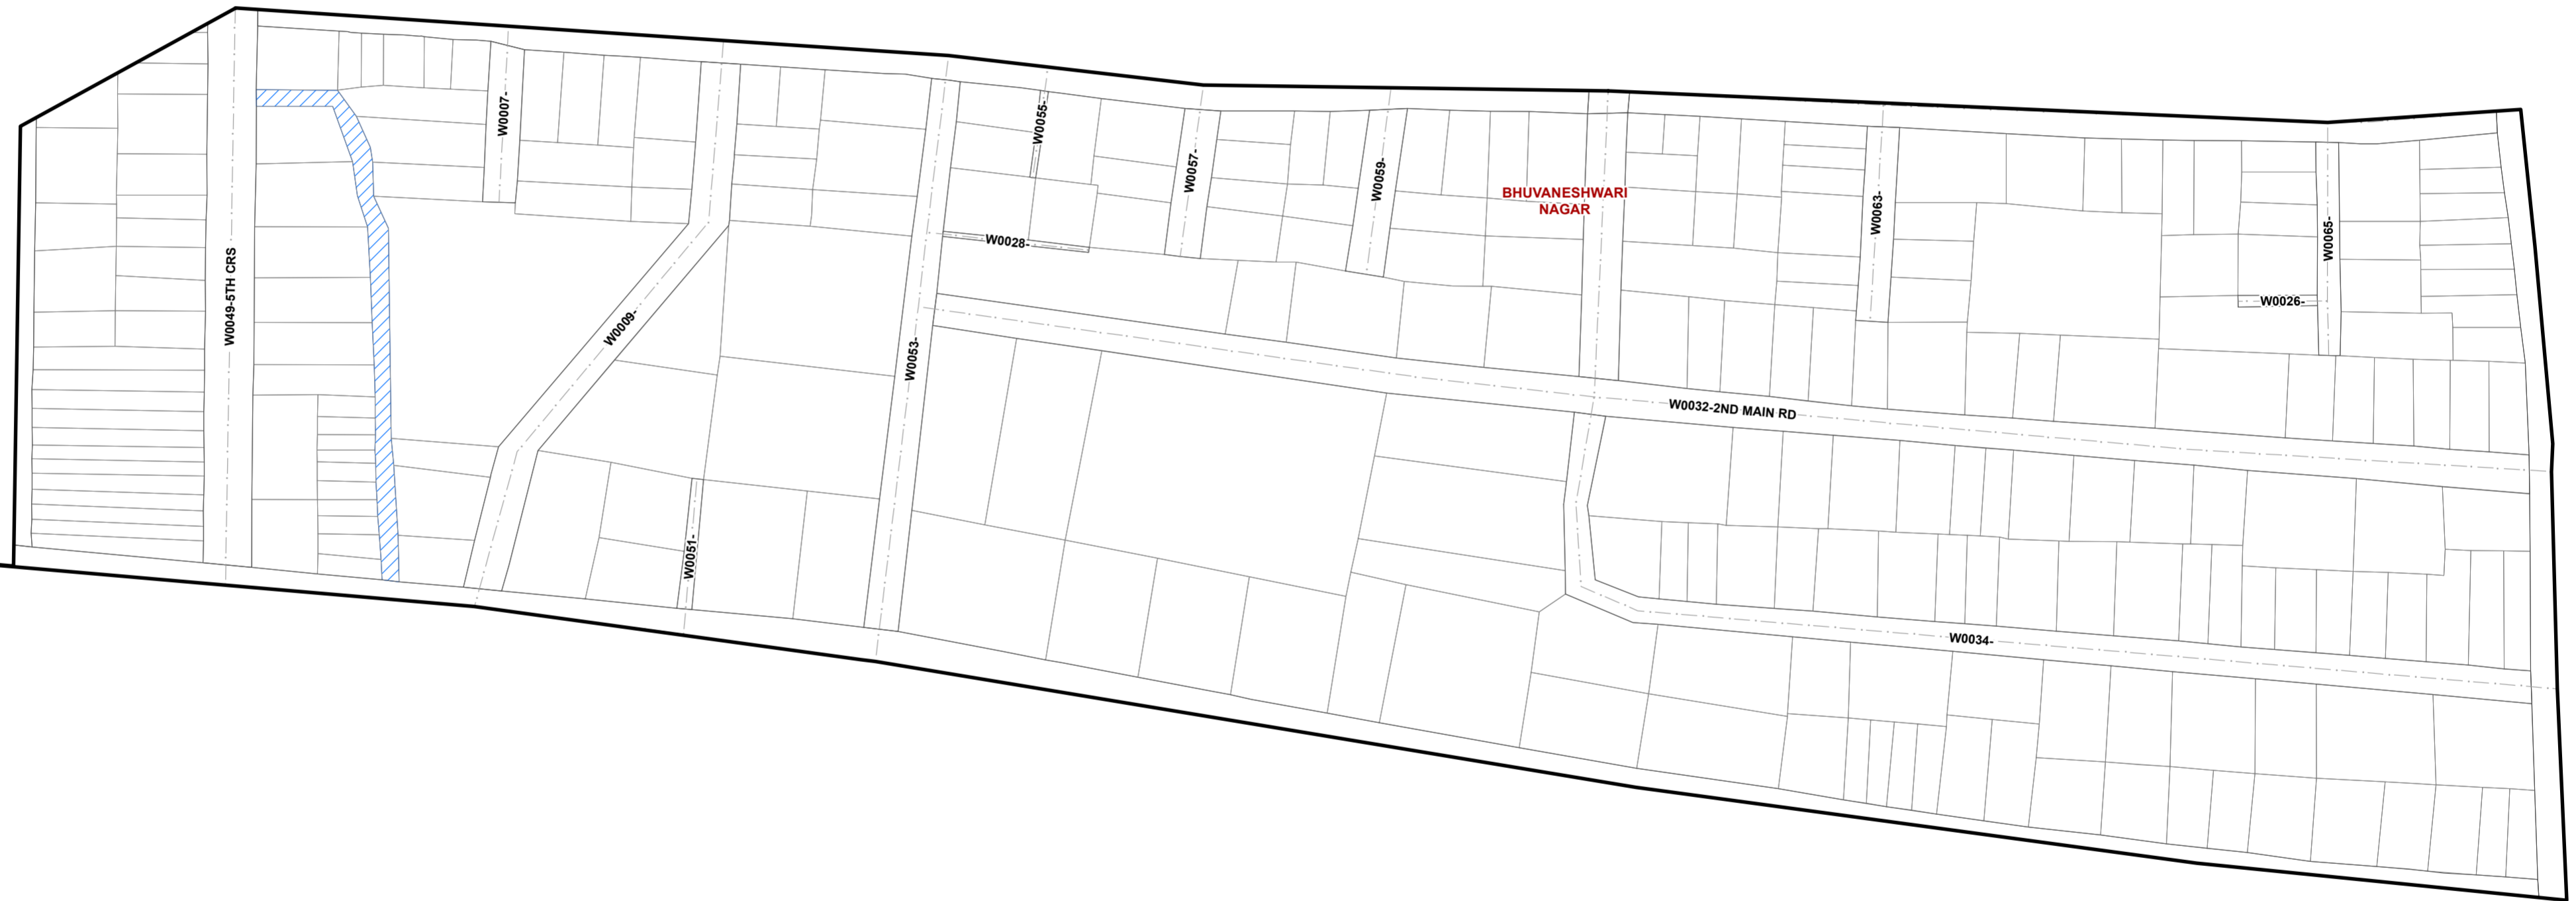 W0007-
W0055-
W0057-
W0059-
BHUVANESHWARI
NAGAR
W0063-
W0065-
W0028-
W0049-5TH CRS
W0009-
W0026-
W0053-
W0032-2ND MAIN RD
W0051-
W0034-